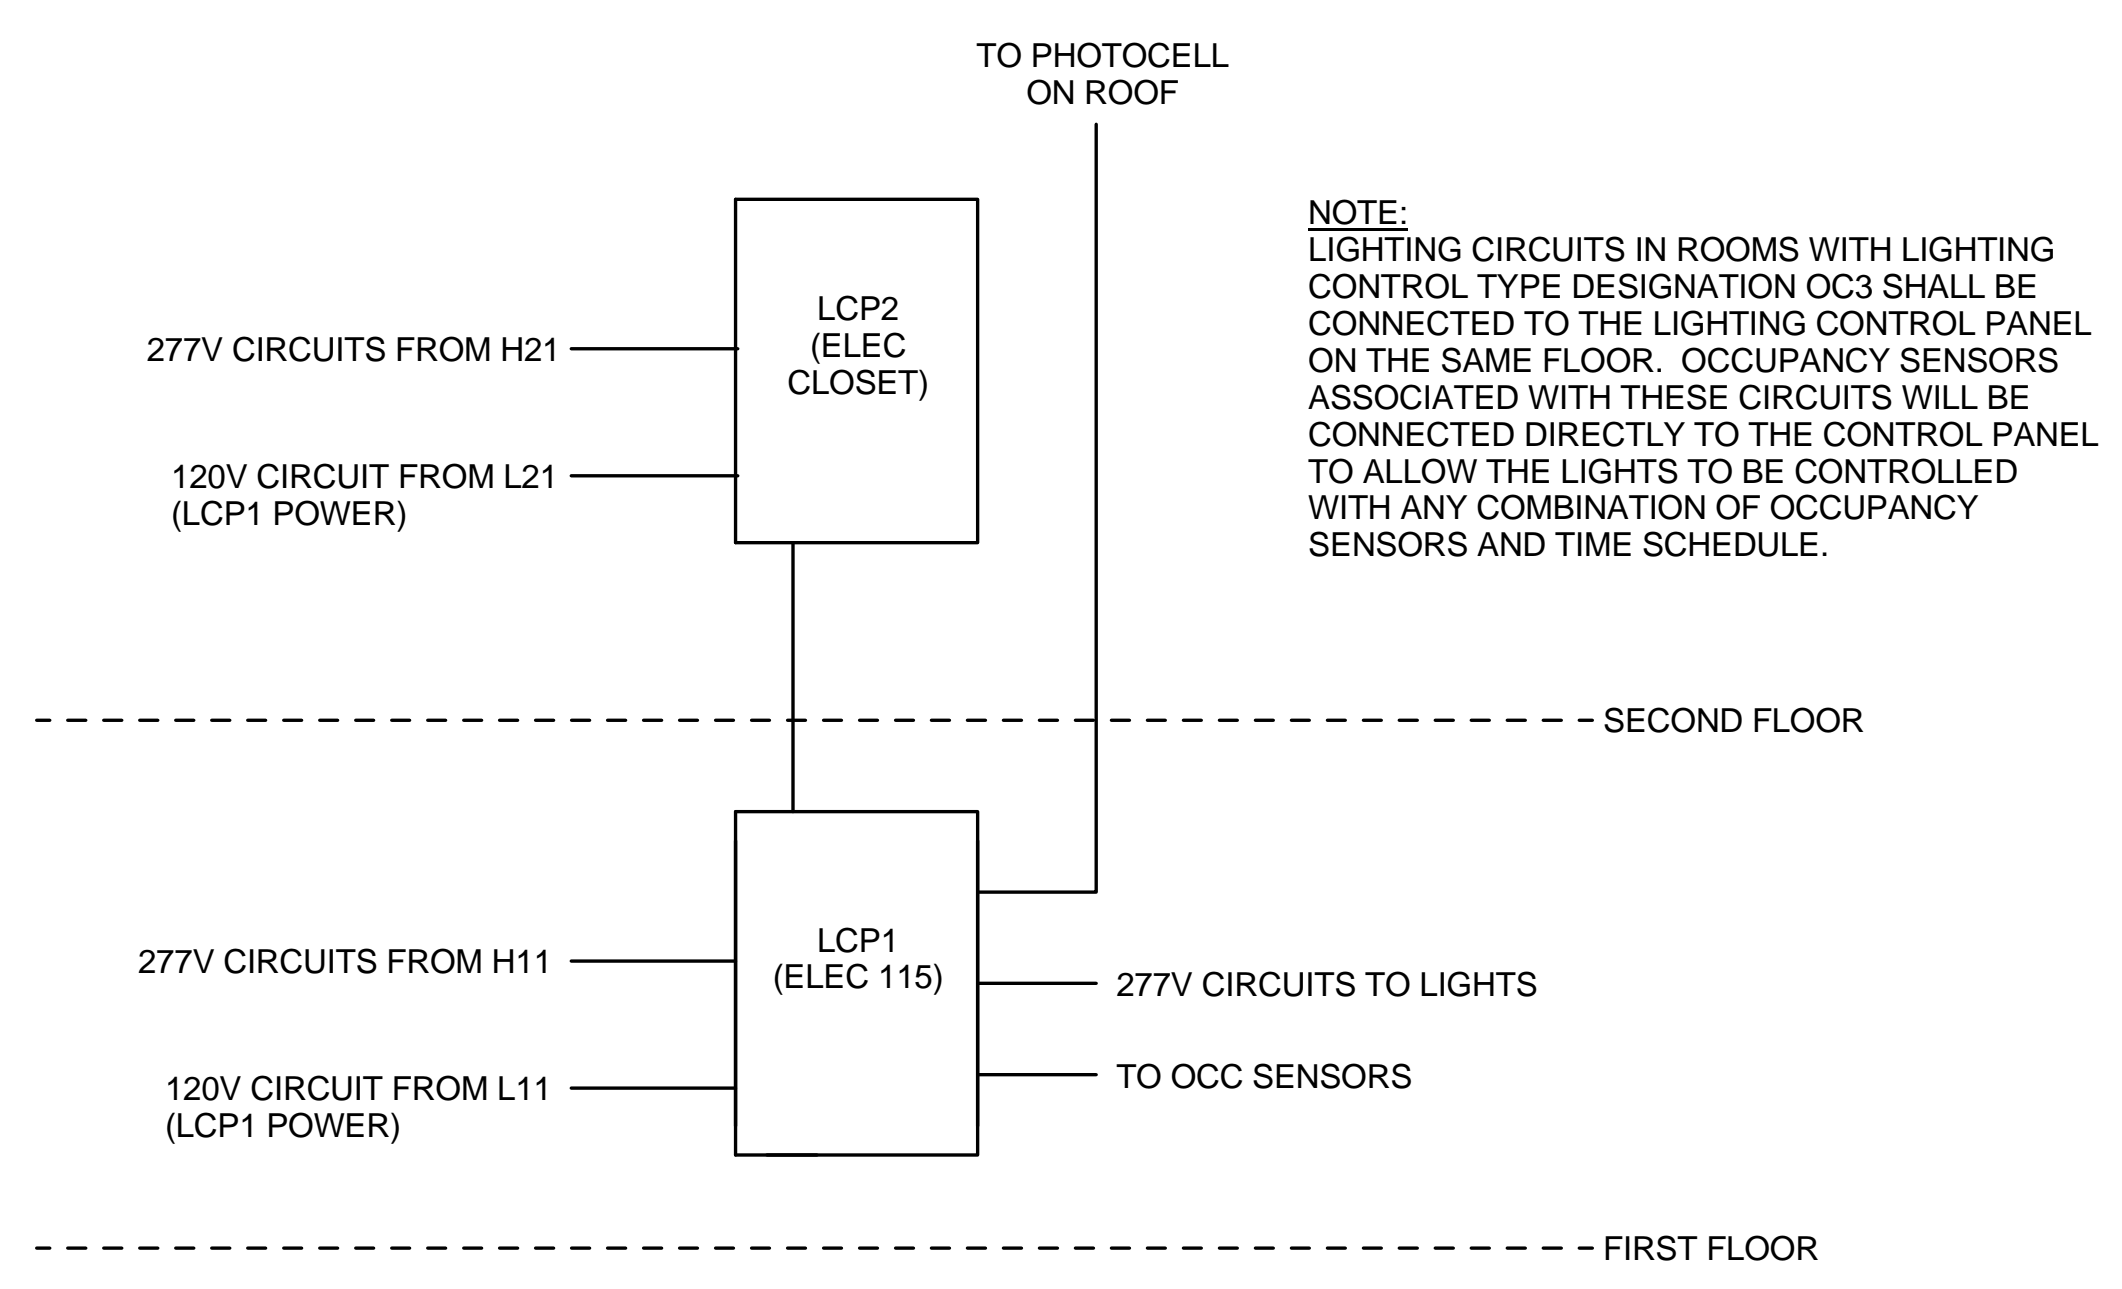 TO PHOTOCELL
ON ROOF
NOTE:
LIGHTING CIRCUITS IN ROOMS WITH LIGHTING
CONTROL TYPE DESIGNATION OC3 SHALL BE
CONNECTED TO THE LIGHTING CONTROL PANEL
ON THE SAME FLOOR.  OCCUPANCY SENSORS
ASSOCIATED WITH THESE CIRCUITS WILL BE
CONNECTED DIRECTLY TO THE CONTROL PANEL
TO ALLOW THE LIGHTS TO BE CONTROLLED
WITH ANY COMBINATION OF OCCUPANCY
SENSORS AND TIME SCHEDULE.
LCP2
(ELEC
CLOSET)
277V CIRCUITS FROM H21
120V CIRCUIT FROM L21
(LCP1 POWER)
SECOND FLOOR
LCP1
(ELEC 115)
277V CIRCUITS FROM H11
277V CIRCUITS TO LIGHTS
TO OCC SENSORS
120V CIRCUIT FROM L11
(LCP1 POWER)
FIRST FLOOR